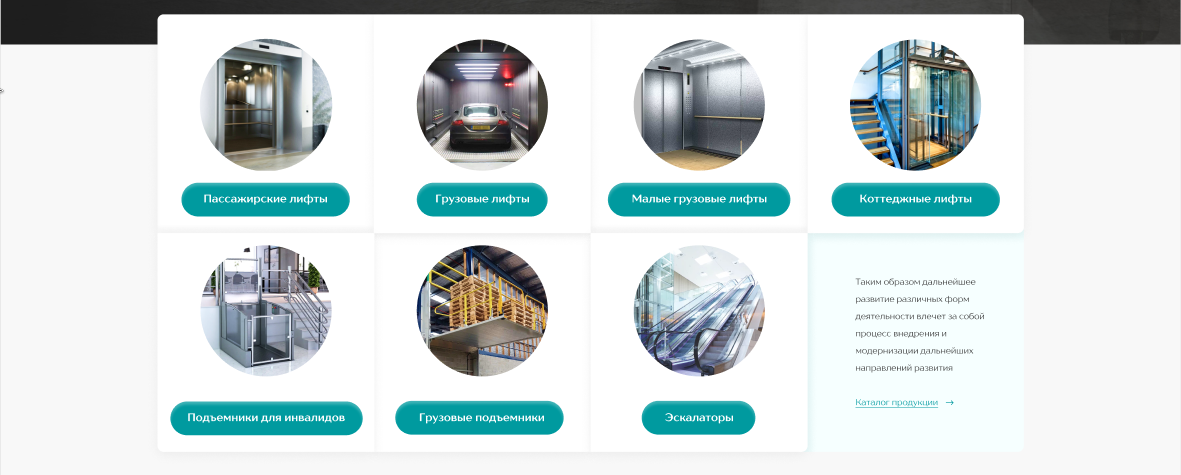 Пассажирские лифты
Грузовые лифты
Малые грузовые лифты
Коттеджные лифты
Подъемники для инвалидов
Грузовые подъемники
Эскалаторы
Таким образом дальнейшее
развитие различных форм
деятельности влечет за собой
процесс внедрения и
модернизации дальнейших
направлений развития
Каталог продукции →